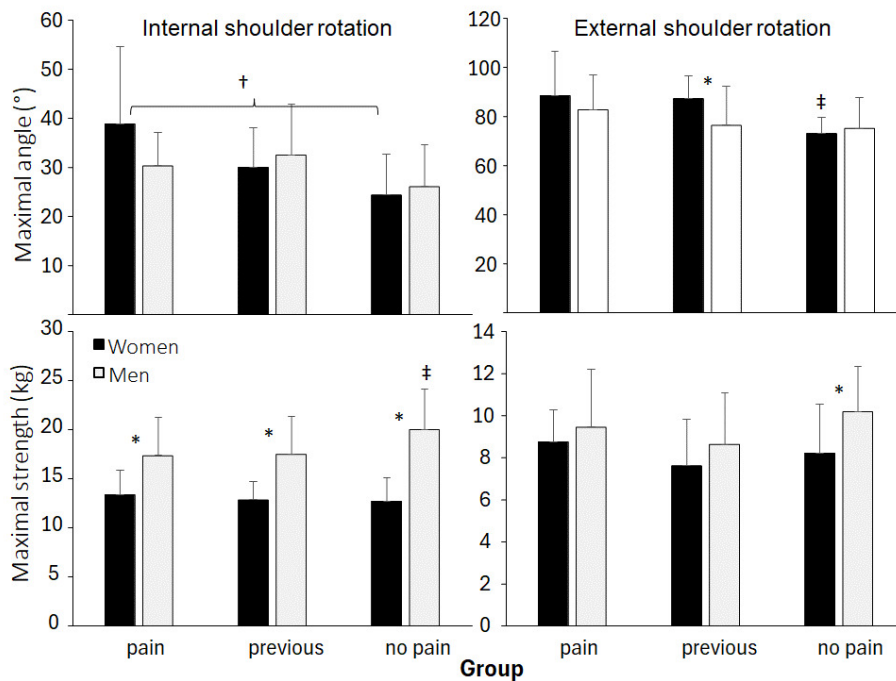 Internal shoulder rotation
External shoulder rotation
Maximal angle (°)
60
50
40
30
20
10
†
120
100
80
60
40
20
*
‡
Maximal strength (kg)
30
25
20
15
10
5
0
Women
Men
*
*
*
‡
14
12
10
8
6
4
2
0
*
pain
previous
no pain
pain
previous
no pain
Group